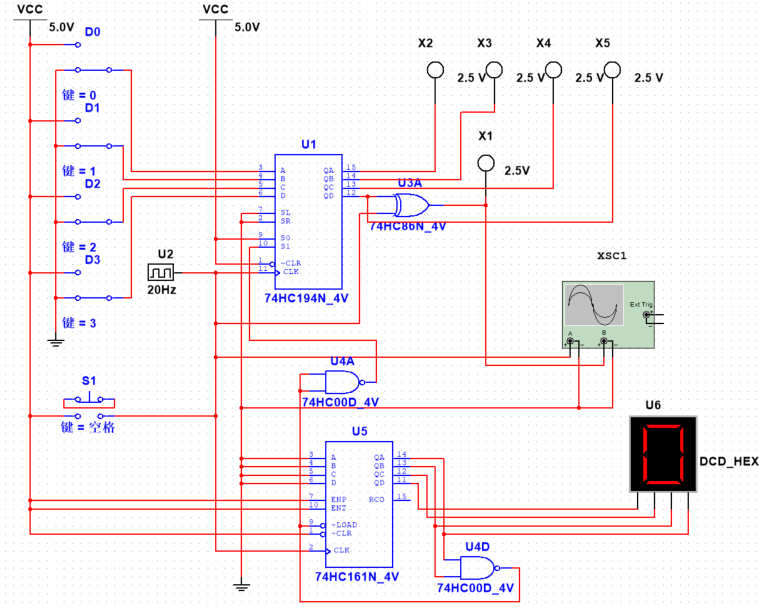 VCC
5.0V
VCC
5.0V
D0
键 = 0
D1
键 = 1
D2
键 = 2
D3
键 = 3
S1
键 = 空格
U2
20Hz
X2
X3
2.5 V
X4
2.5 V
X5
2.5 V
2.5 V
X1
2.5V
U1
3
4
5
6
7
2
9
10
1
11
A
B
C
D
SL
SR
S0
S1
~CLR
CLK
QA
QB
QC
QD
15
14
13
12
74HC194N_4V
U3A
74HC86N_4V
XSC1
Ext Trig
+
_
A
B
+
_
+
_
U4A
74HC00D_4V
U5
3
4
5
6
7
10
9
1
2
A
B
C
D
ENP
ENT
~LOAD
~CLR
CLK
QA
QB
QC
QD
RCO
14
13
12
11
15
74HC161N_4V
U4D
74HC00D_4V
U6
DCD_HEX
0